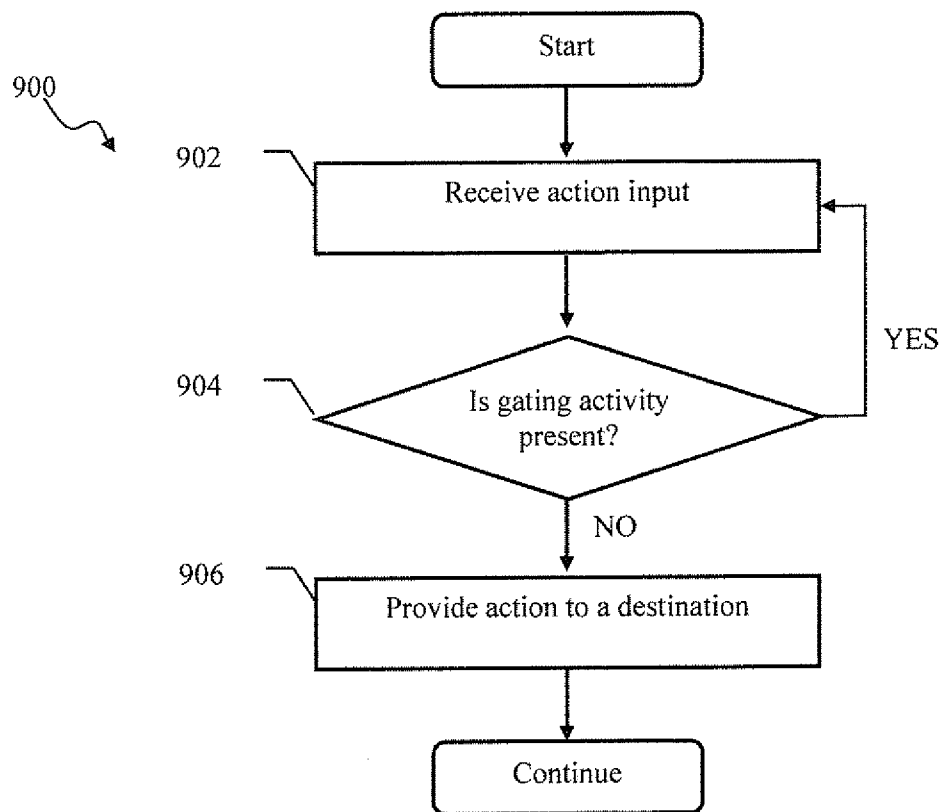 Start
900
902
Receive action input
YES
904
Is gating activity
present?
NO
906
Provide action to a destination
Continue